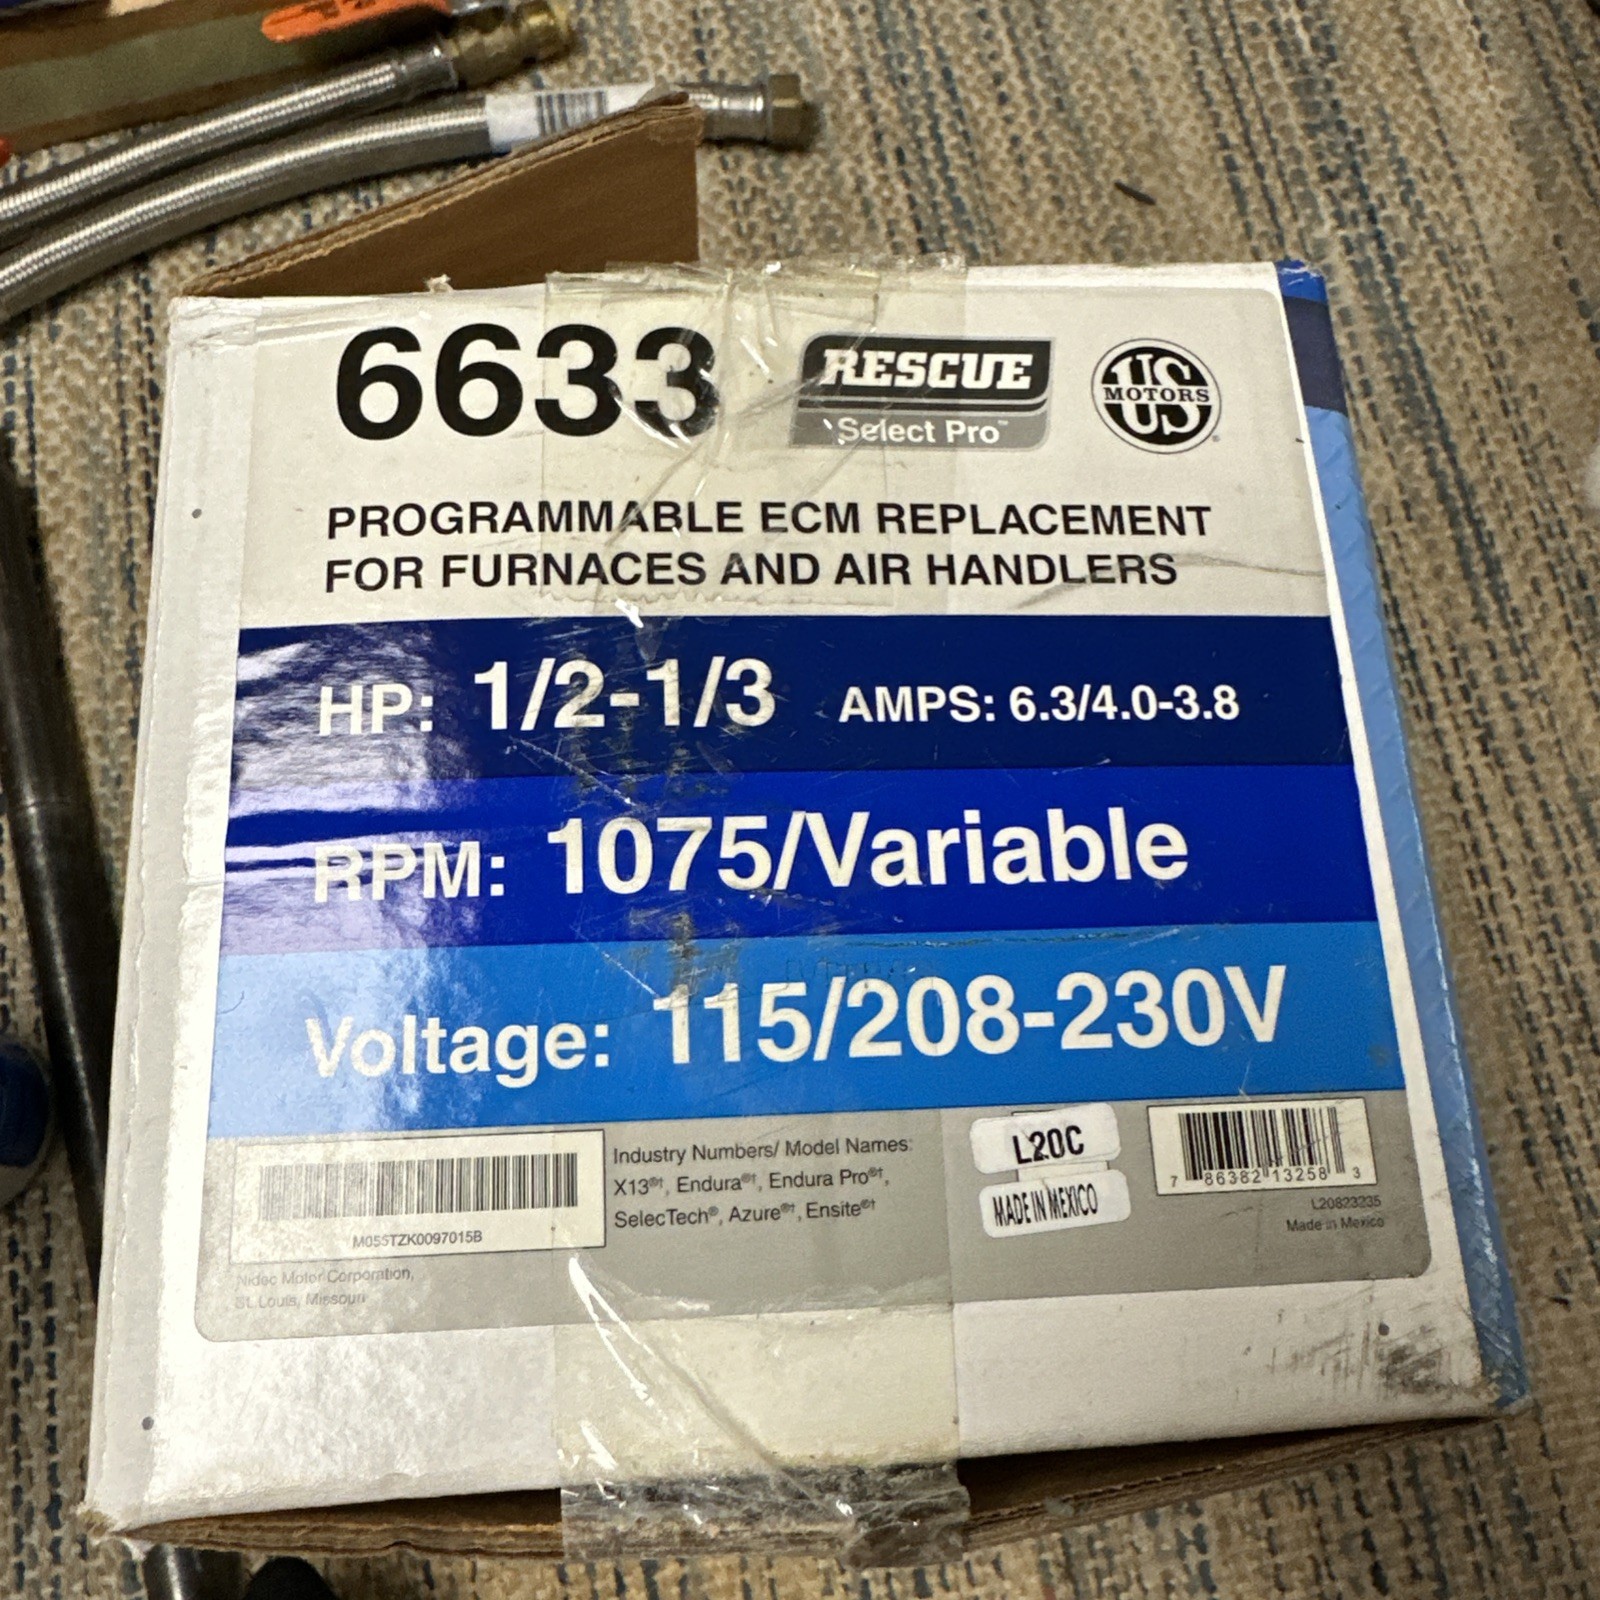 6633
RESCUE
Select Pro™
US
MOTORS
®
PROGRAMMABLE ECM REPLACEMENT
FOR FURNACES AND AIR HANDLERS
HP: 1/2-1/3 AMPS: 6.3/4.0-3.8
RPM: 1075/Variable
Voltage: 115/208-230V
M055TZK0097015B
Nidec Motor Corporation,
St. Louis, Missouri
Industry Numbers/ Model Names:
X13®†, Endura®†, Endura Pro®†,
SelecTech®, Azure®†, Ensite®†
L20C
MADE IN MEXICO
7 86382 13258 3
L20823235
Made in Mexico